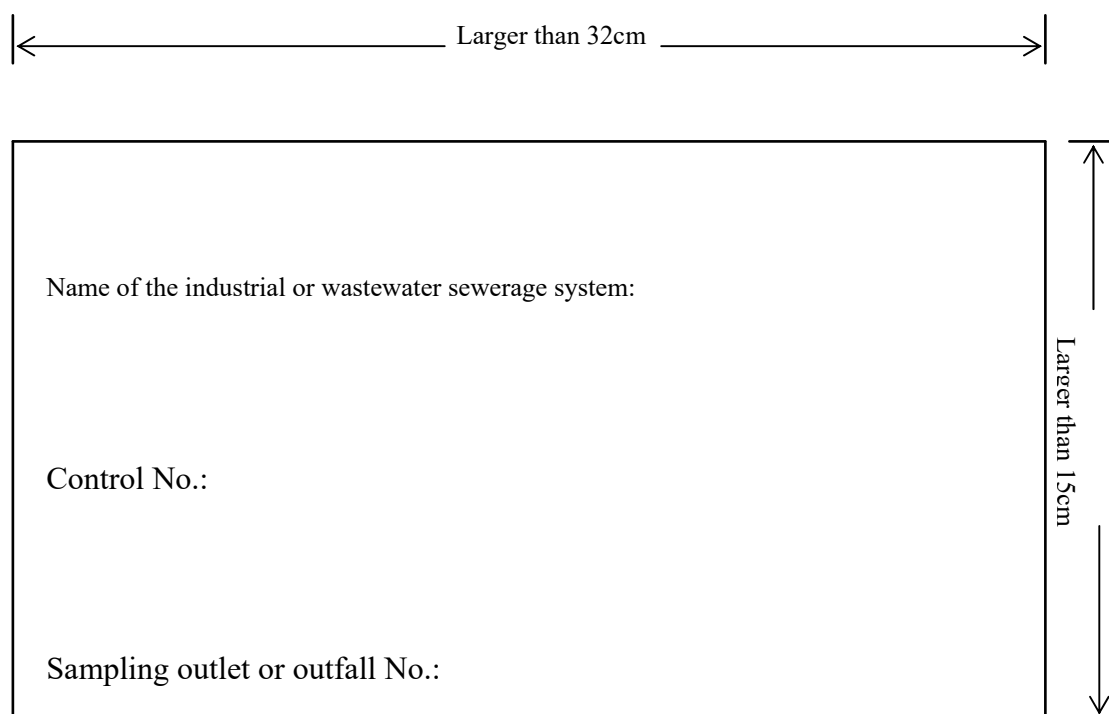 Larger than 32cm
Name of the industrial or wastewater sewerage system:
Larger than 15cm
Control No.:
Sampling outlet or outfall No.: